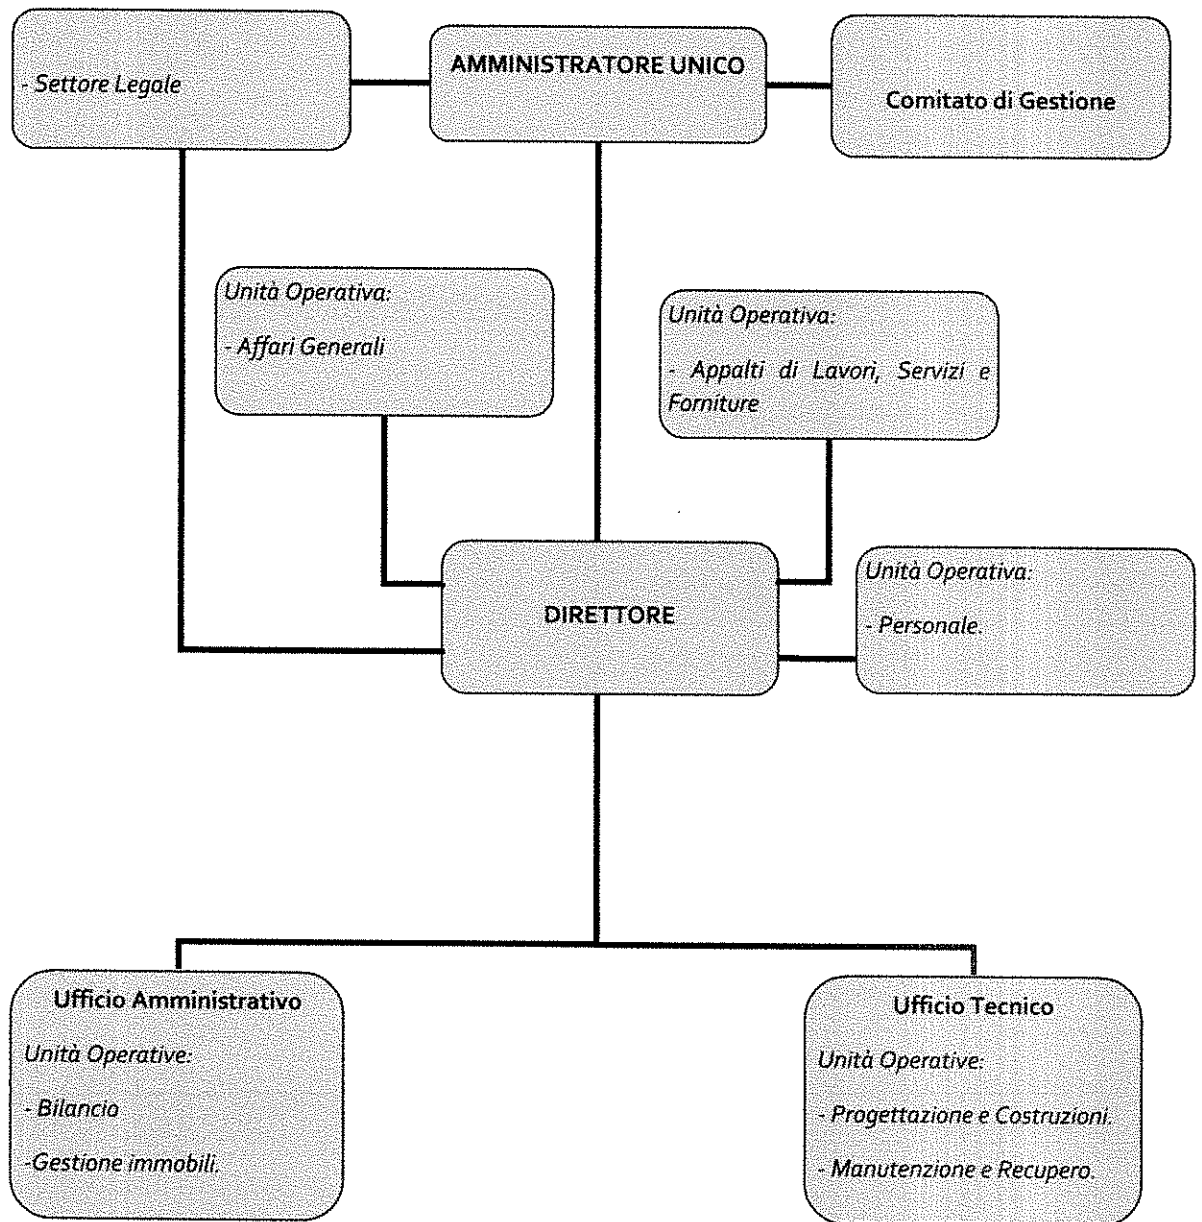 - Settore Legale
AMMINISTRATORE UNICO
Comitato di Gestione
Unità Operativa:
- Affari Generali
Unità Operativa:
- Appalti di Lavori, Servizi e
Forniture
DIRETTORE
Unità Operativa:
- Personale.
Ufficio Amministrativo
Unità Operative:
- Bilancio
-Gestione immobili.
Ufficio Tecnico
Unità Operative:
- Progettazione e Costruzioni.
- Manutenzione e Recupero.